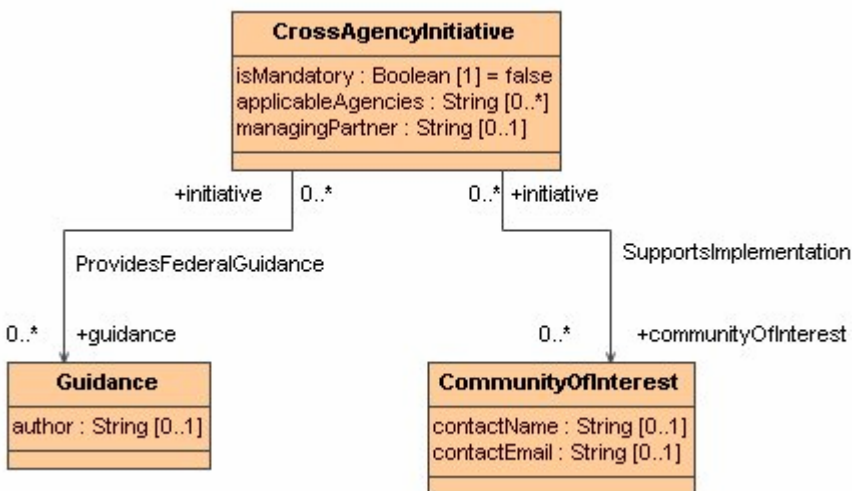 CrossAgencyInitiative
isMandatory : Boolean [1] = false
applicableAgencies : String [0..*]
managingPartner : String [0..1]
+initiative 0..* 0..* +initiative
ProvidesFederalGuidance
SupportsImplementation
0..* +guidance
0..* +communityOfInterest
Guidance
author : String [0..1]
CommunityOfInterest
contactName : String [0..1]
contactEmail : String [0..1]